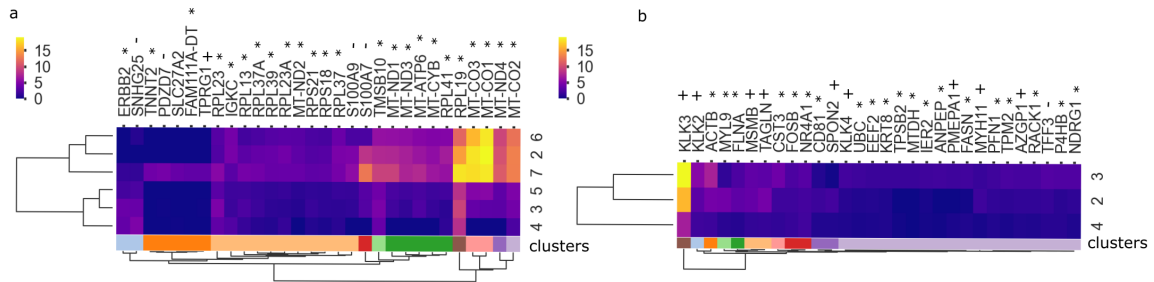 a
15
10
5
0
ERBB2 *
SNHG25 -
TNNT2 *
PDZD7 -
SLC27A2
FAM111A-DT *
TPRG1 +
RPL23 *
IGKC *
RPL13 *
RPL37A *
RPL39 *
RPL23A *
MT-ND2 *
RPS21 *
RPS18 *
RPL37 *
S100A9 -
S100A7 -
TMSB10 *
MT-ND1 *
MT-ND3 *
MT-ATP6 *
MT-CYB *
RPL41 *
RPL19 *
MT-CO3 *
MT-CO1 *
MT-ND4 *
MT-CO2 *
6
2
7
5
3
4
clusters
b
15
10
5
0
KLK3 +
KLK2 +
ACTB *
MYL9 *
FLNA *
MSMB +
TAGLN +
CST3 *
FOSB *
NR4A1 *
CD81 *
SPON2 +
KLK4 +
UBC *
EEF2 *
KRT8 *
TPSB2 *
MTDH *
IER2 *
ANPEP *
PMEPA1 +
FASN *
MYH11 +
PFN1 *
TPM2 *
AZGP1 +
RACK1 *
TFF3 -
P4HB *
NDRG1 *
3
2
4
clusters